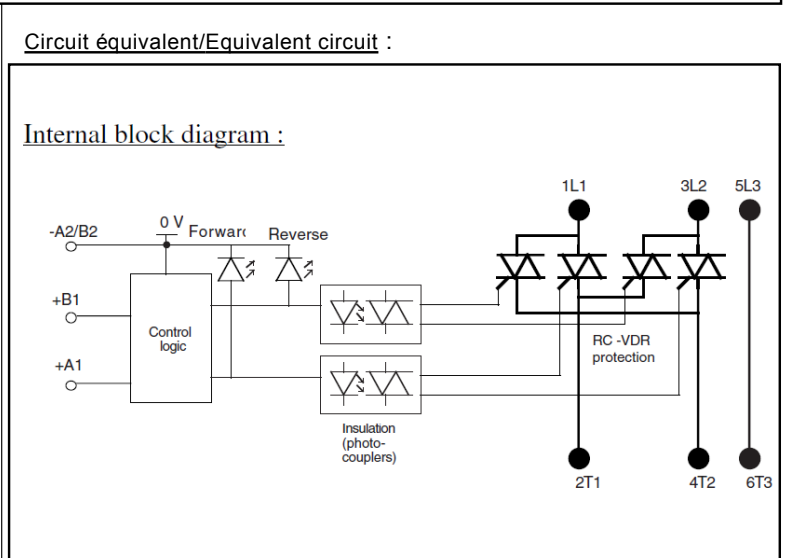 Circuit équivalent/Equivalent circuit :
Internal block diagram :
1L1 3L2 5L3
-A2/B2 0 V Forwarc Reverse
+B1
Control
logic
+A1
RC -VDR
protection
Insulation
(photo-
couplers)
2T1 4T2 6T3